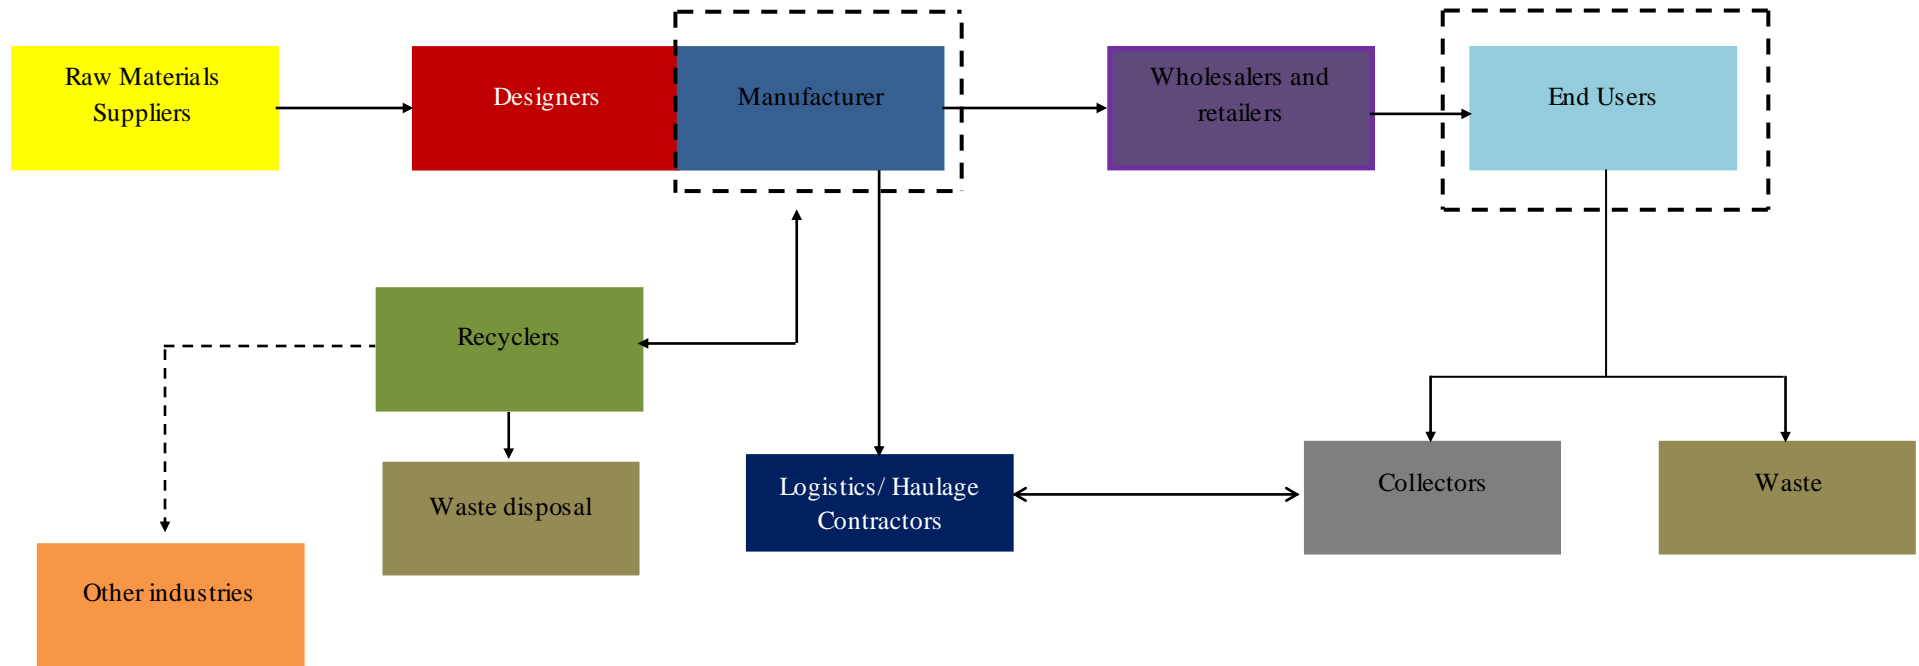 Raw Materials
Suppliers
Designers
Manufacturer
Wholesalers and
retailers
End Users
Recyclers
Waste disposal
Logistics/ Haulage
Contractors
Collectors
Waste
Other industries